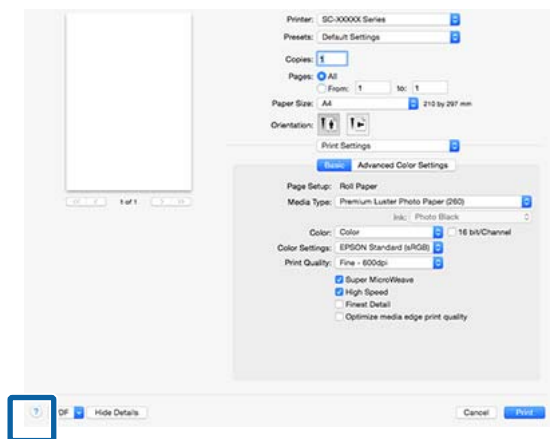 Printer: SC-XXXXX Series
Presets: Default Settings
Copies: 1
Pages: All
From: 1 to: 1
Paper Size: A4 210 by 297 mm
Orientation:
Print Settings
Basic Advanced Color Settings
Page Setup: Roll Paper
Media Type: Premium Luster Photo Paper (260)
Ink: Photo Black
1 of 1
Color: Color 16 bit/Channel
Color Settings: EPSON Standard (sRGB)
Print Quality: Fine - 600dpi
Super MicroWeave
High Speed
Finest Detail
Optimize media edge print quality
? DF Hide Details Cancel Print